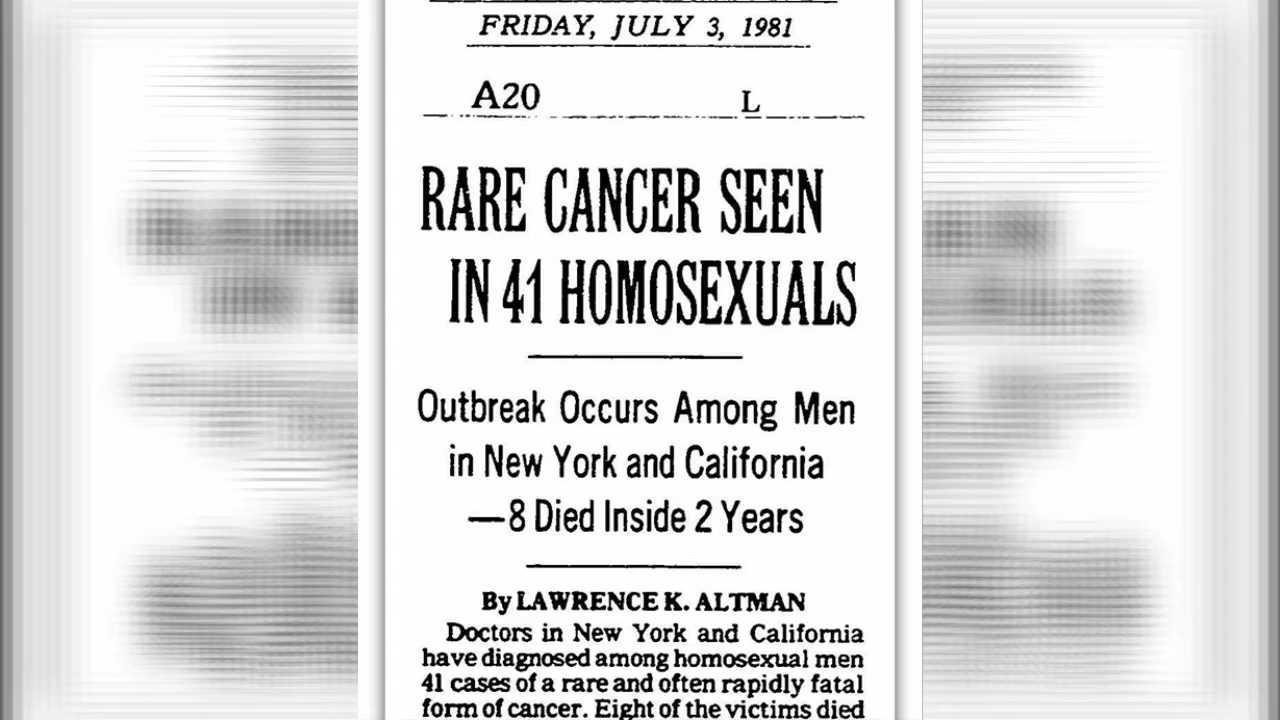 FRIDAY, JULY 3, 1981
A20 L
RARE CANCER SEEN
IN 41 HOMOSEXUALS
Outbreak Occurs Among Men
in New York and California
—8 Died Inside 2 Years
By LAWRENCE K. ALTMAN
Doctors in New York and California
have diagnosed among homosexual men
41 cases of a rare and often rapidly fatal
form of cancer. Eight of the victims died